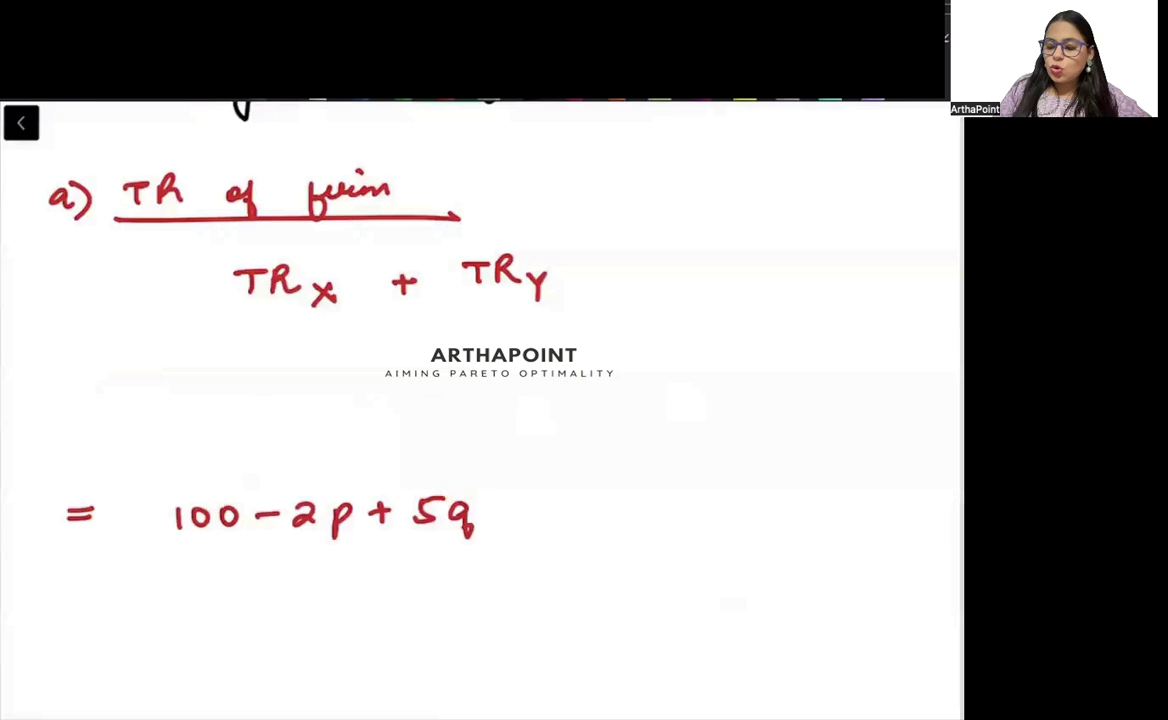 ArthaPoint
a) TR of firm
TRX + TRY
ARTHAPOINT
AIMING PARETO OPTIMALITY
= 100 - 2p + 5q